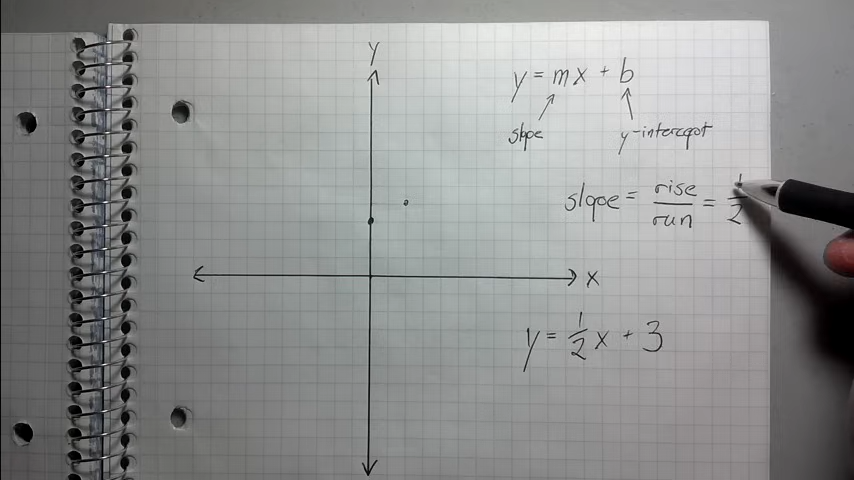 y
y = mx + b
slope
y-intercept
slope = rise/run = 1/2
x
y = 1/2 x + 3